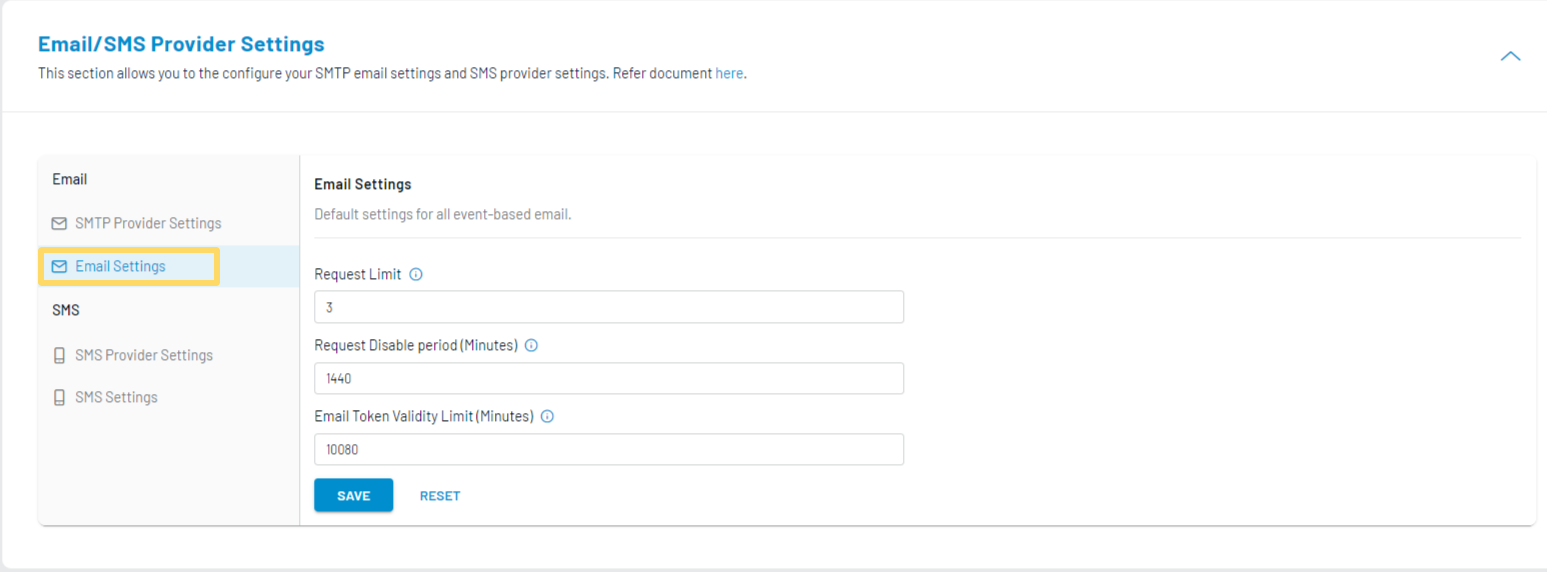 Email/SMS Provider Settings
This section allows you to the configure your SMTP email settings and SMS provider settings. Refer document here.
Email
SMTP Provider Settings
Email Settings
SMS
SMS Provider Settings
SMS Settings
Email Settings
Default settings for all event-based email.
Request Limit
3
Request Disable period (Minutes)
1440
Email Token Validity Limit (Minutes)
10080
SAVE RESET